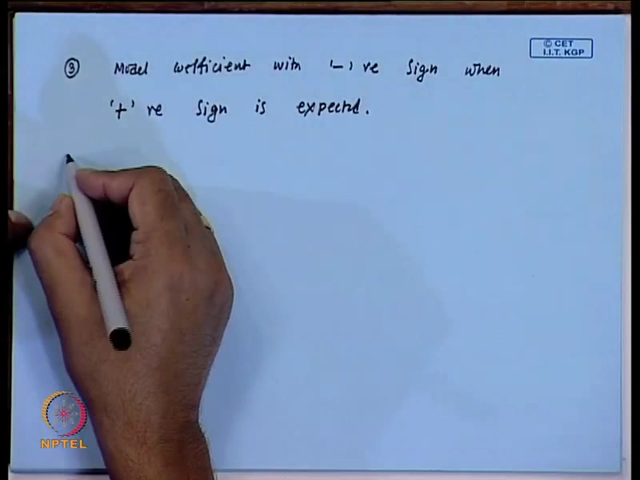 ③ Model coefficient with '-' ve sign when
'+' ve sign is expected.
© CET
I.I.T. KGP
NPTEL